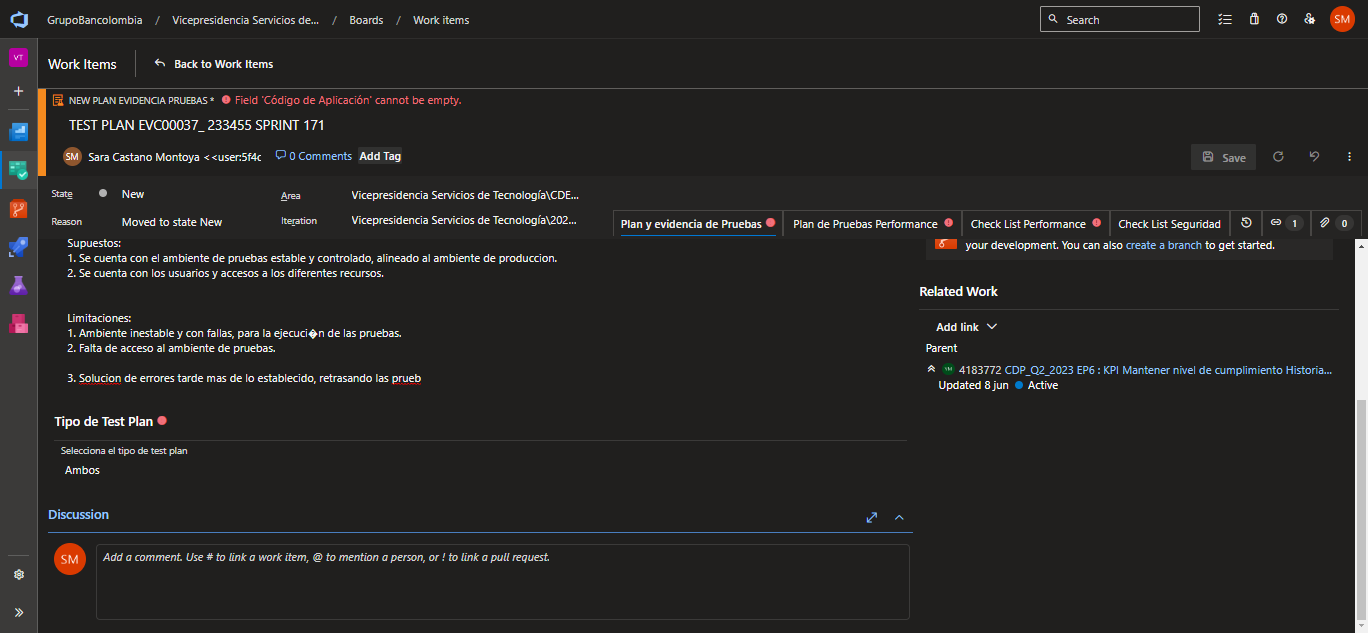 GrupoBancolombia / Vicepresidencia Servicios de... / Boards / Work items
Search
SM
VT
Work Items
Back to Work Items
NEW PLAN EVIDENCIA PRUEBAS * Field 'Código de Aplicación' cannot be empty.
TEST PLAN EVC00037_ 233455 SPRINT 171
SM Sara Castano Montoya < <user:5f4c 0 Comments Add Tag
Save
State New
Area Vicepresidencia Servicios de Tecnología\CDE...
Reason Moved to state New
Iteration Vicepresidencia Servicios de Tecnología\202...
Plan y evidencia de Pruebas Plan de Pruebas Performance Check List Performance Check List Seguridad 1 0
Supuestos:
1. Se cuenta con el ambiente de pruebas estable y controlado, alineado al ambiente de produccion.
2. Se cuenta con los usuarios y accesos a los diferentes recursos.
Limitaciones:
1. Ambiente inestable y con fallas, para la ejecuci�n de las pruebas.
2. Falta de acceso al ambiente de pruebas.
3. Solucion de errores tarde mas de lo establecido, retrasando las prueb
Tipo de Test Plan
Selecciona el tipo de test plan
Ambos
Discussion
SM
Add a comment. Use # to link a work item, @ to mention a person, or ! to link a pull request.
your development. You can also create a branch to get started.
Related Work
Add link
Parent
4183772 CDP_Q2_2023 EP6 : KPI Mantener nivel de cumplimiento Historia...
Updated 8 jun Active